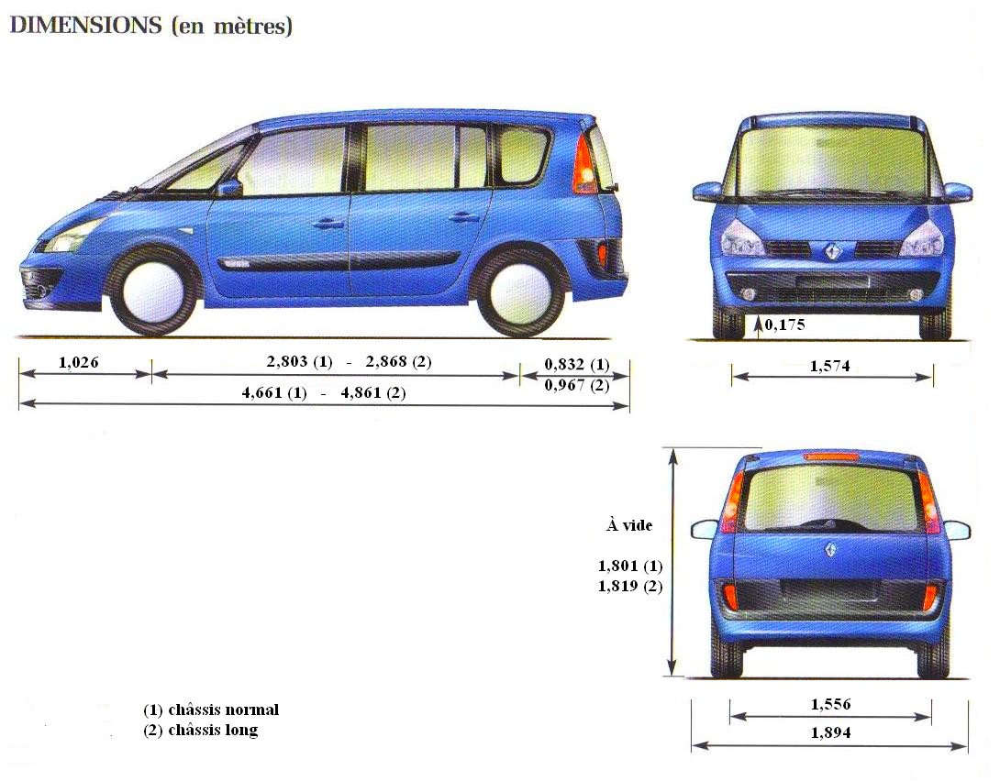 DIMENSIONS (en mètres)
0,175
1,026
2,803 (1) - 2,868 (2)
0,832 (1)
0,967 (2)
4,661 (1) - 4,861 (2)
1,574
À vide
1,801 (1)
1,819 (2)
(1) châssis normal
(2) châssis long
1,556
1,894